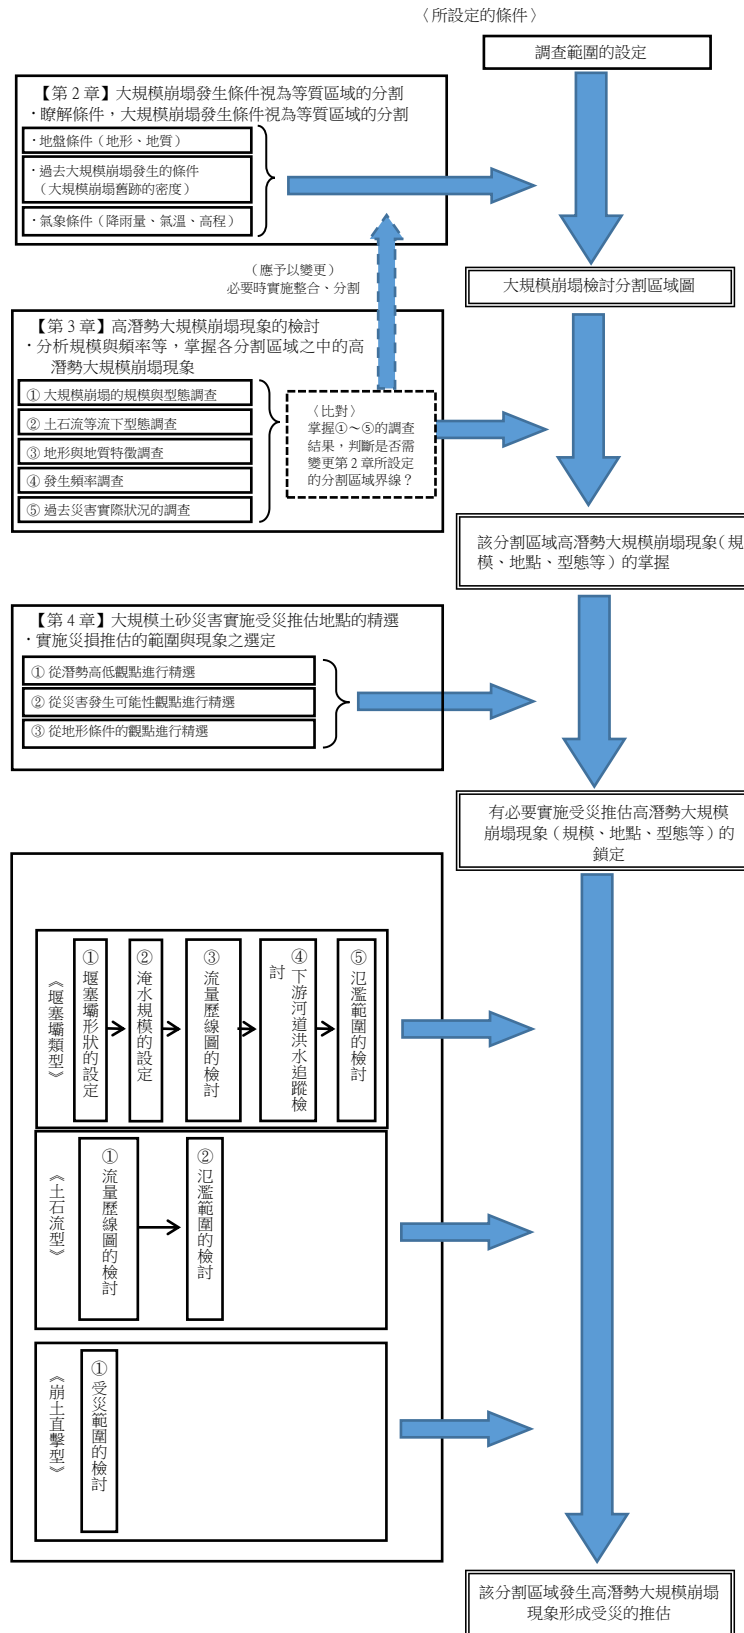 〈所設定的條件〉
調查範圍的設定
【第 2 章】大規模崩塌發生條件視為等質區域的分割
・瞭解條件，大規模崩塌發生條件視為等質區域的分割
・地盤條件（地形、地質）
・過去大規模崩塌發生的條件
（大規模崩塌舊跡的密度）
・氣象條件（降雨量、氣溫、高程）
（應予以變更）
必要時實施整合、分割
大規模崩塌檢討分割區域圖
【第 3 章】高潛勢大規模崩塌現象的檢討
・分析規模與頻率等，掌握各分割區域之中的高
潛勢大規模崩塌現象
① 大規模崩塌的規模與型態調查
② 土石流等流下型態調查
③ 地形與地質特徵調查
④ 發生頻率調查
⑤ 過去災害實際狀況的調查
〈比對〉
掌握①～⑤的調查
結果，判斷是否需
變更第 2 章所設定
的分割區域界線？
該分割區域高潛勢大規模崩塌現象（規
模、地點、型態等）的掌握
【第 4 章】大規模土砂災害實施受災推估地點的精選
・實施災損推估的範圍與現象之選定
① 從潛勢高低觀點進行精選
② 從災害發生可能性觀點進行精選
③ 從地形條件的觀點進行精選
有必要實施受災推估高潛勢大規模
崩塌現象（規模、地點、型態等）的
鎖定
《堰塞壩類型》
①堰塞壩形狀的設定
②淹水規模的設定
③流量歷線圖的檢討
④下游河道洪水追蹤檢
討
⑤氾濫範圍的檢討
《土石流型》
①流量歷線圖的檢討
②氾濫範圍的檢討
《崩土直擊型》
①受災範圍的檢討
該分割區域發生高潛勢大規模崩塌
現象形成受災的推估